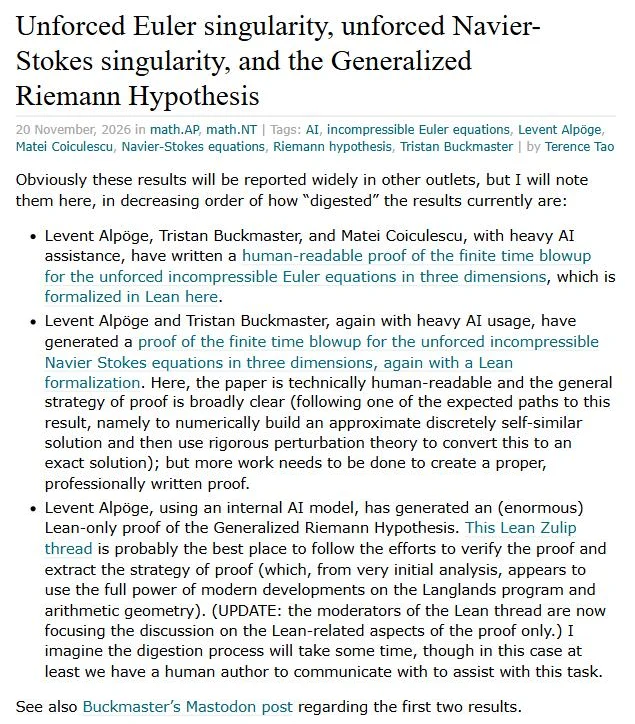 Unforced Euler singularity, unforced Navier-
Stokes singularity, and the Generalized
Riemann Hypothesis
20 November, 2026 in math.AP, math.NT | Tags: AI, incompressible Euler equations, Levent Alpöge,
Matei Coiculescu, Navier-Stokes equations, Riemann hypothesis, Tristan Buckmaster | by Terence Tao
Obviously these results will be reported widely in other outlets, but I will note
them here, in decreasing order of how “digested” the results currently are:
• Levent Alpöge, Tristan Buckmaster, and Matei Coiculescu, with heavy AI
assistance, have written a human-readable proof of the finite time blowup
for the unforced incompressible Euler equations in three dimensions, which is
formalized in Lean here.
• Levent Alpöge and Tristan Buckmaster, again with heavy AI usage, have
generated a proof of the finite time blowup for the unforced incompressible
Navier Stokes equations in three dimensions, again with a Lean
formalization. Here, the paper is technically human-readable and the general
strategy of proof is broadly clear (following one of the expected paths to this
result, namely to numerically build an approximate discretely self-similar
solution and then use rigorous perturbation theory to convert this to an
exact solution); but more work needs to be done to create a proper,
professionally written proof.
• Levent Alpöge, using an internal AI model, has generated an (enormous)
Lean-only proof of the Generalized Riemann Hypothesis. This Lean Zulip
thread is probably the best place to follow the efforts to verify the proof and
extract the strategy of proof (which, from very initial analysis, appears to
use the full power of modern developments on the Langlands program and
arithmetic geometry). (UPDATE: the moderators of the Lean thread are now
focusing the discussion on the Lean-related aspects of the proof only.) I
imagine the digestion process will take some time, though in this case at
least we have a human author to communicate with to assist with this task.
See also Buckmaster’s Mastodon post regarding the first two results.